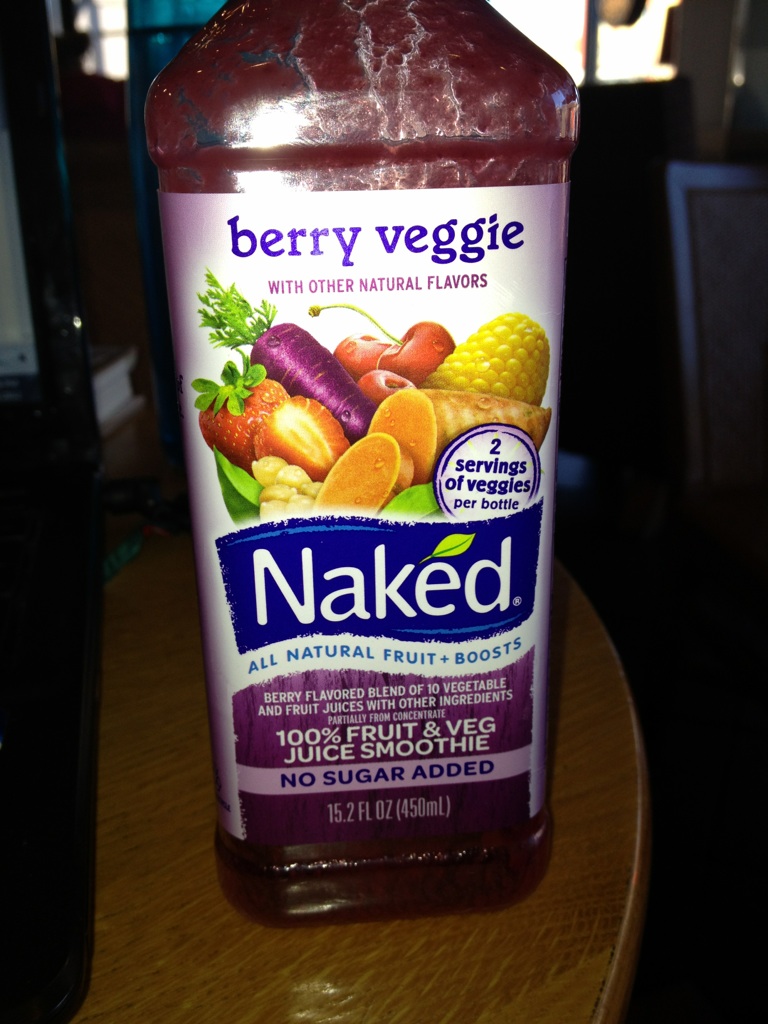 berry veggie
WITH OTHER NATURAL FLAVORS
2
servings
of veggies
per bottle
Naked®
ALL NATURAL FRUIT + BOOSTS
BERRY FLAVORED BLEND OF 10 VEGETABLE
AND FRUIT JUICES WITH OTHER INGREDIENTS
PARTIALLY FROM CONCENTRATE
100% FRUIT & VEG
JUICE SMOOTHIE
NO SUGAR ADDED
15.2 FL OZ (450mL)